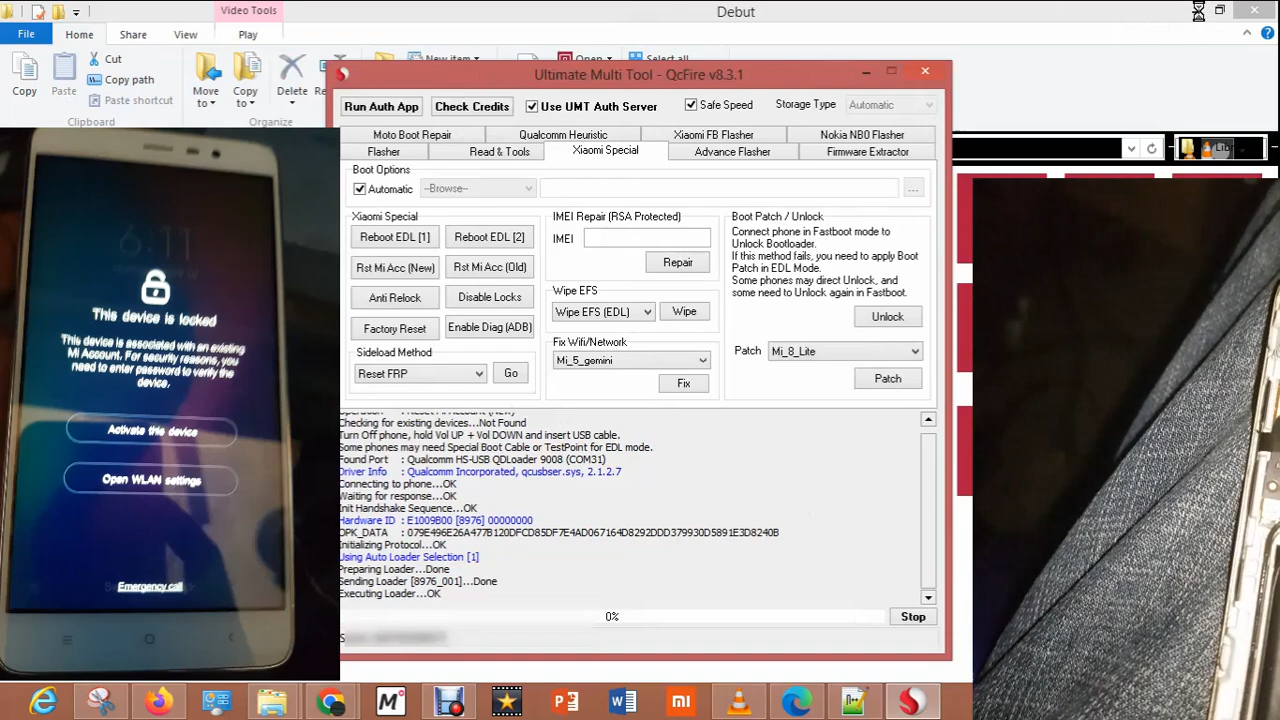 Video Tools
Debut
File
Home
Share
View
Play
Cut
Copy path
Paste shortcut
Copy
Paste
Clipboard
Move to
Copy to
Delete
Organize
New item
Open
Select all
Ultimate Multi Tool - QcFire v8.3.1
Run Auth App
Check Credits
Use UMT Auth Server
Safe Speed
Storage Type
Automatic
Moto Boot Repair
Qualcomm Heuristic
Xiaomi FB Flasher
Nokia NB0 Flasher
Flasher
Read & Tools
Xiaomi Special
Advance Flasher
Firmware Extractor
Boot Options
Automatic
--Browse--
...
Xiaomi Special
Reboot EDL [1]
Reboot EDL [2]
Rst Mi Acc (New)
Rst Mi Acc (Old)
Anti Relock
Disable Locks
Factory Reset
Enable Diag (ADB)
Sideload Method
Reset FRP
Go
IMEI Repair (RSA Protected)
IMEI
Repair
Wipe EFS
Wipe EFS (EDL)
Wipe
Fix Wifi/Network
Mi_5_gemini
Fix
Boot Patch / Unlock
Connect phone in Fastboot mode to
Unlock Bootloader.
If this method fails, you need to apply Boot
Patch in EDL Mode.
Some phones may direct Unlock, and
some need to Unlock again in Fastboot.
Unlock
Patch
Mi_8_Lite
Patch
Operation : Reset Mi Account (New)
Checking for existing devices...Not Found
Turn Off phone, hold Vol UP + Vol DOWN and insert USB cable.
Some phones may need Special Boot Cable or TestPoint for EDL mode.
Found Port : Qualcomm HS-USB QDLoader 9008 (COM31)
Driver Info : Qualcomm Incorporated, qcusbser.sys, 2.1.2.7
Connecting to phone...OK
Waiting for response...OK
Init Handshake Sequence...OK
Hardware ID : E1009B00 [8976] 00000000
OPK_DATA : 079E496E26A477B120DFCD85DF7E4AD067164D8292DDD379930D5891E3D8240B
Initializing Protocol...OK
Using Auto Loader Selection [1]
Preparing Loader...Done
Sending Loader [8976_001]...Done
Executing Loader...OK
0%
Stop
6:11
This device is locked
This device is associated with an existing
Mi Account. For security reasons, you
need to enter password to verify the
device.
Activate this device
Open WLAN settings
Emergency call